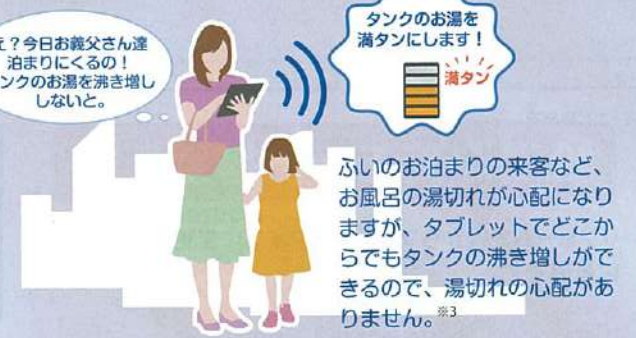 ？今日お義父さん達
泊まりにくるの！
ンクのお湯を沸き増し
しないと。
タンクのお湯を
満タンにします！
満タン
ふいのお泊まりの来客など、
お風呂の湯切れが心配になり
ますが、タブレットでどこか
らでもタンクの沸き増しがで
きるので、湯切れの心配があ
りません。※3